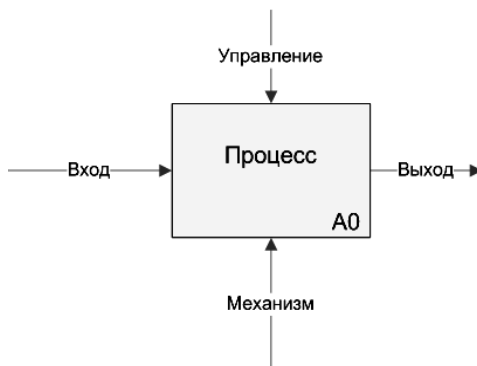 Управление
Процесс
Вход
Выход
A0
Механизм